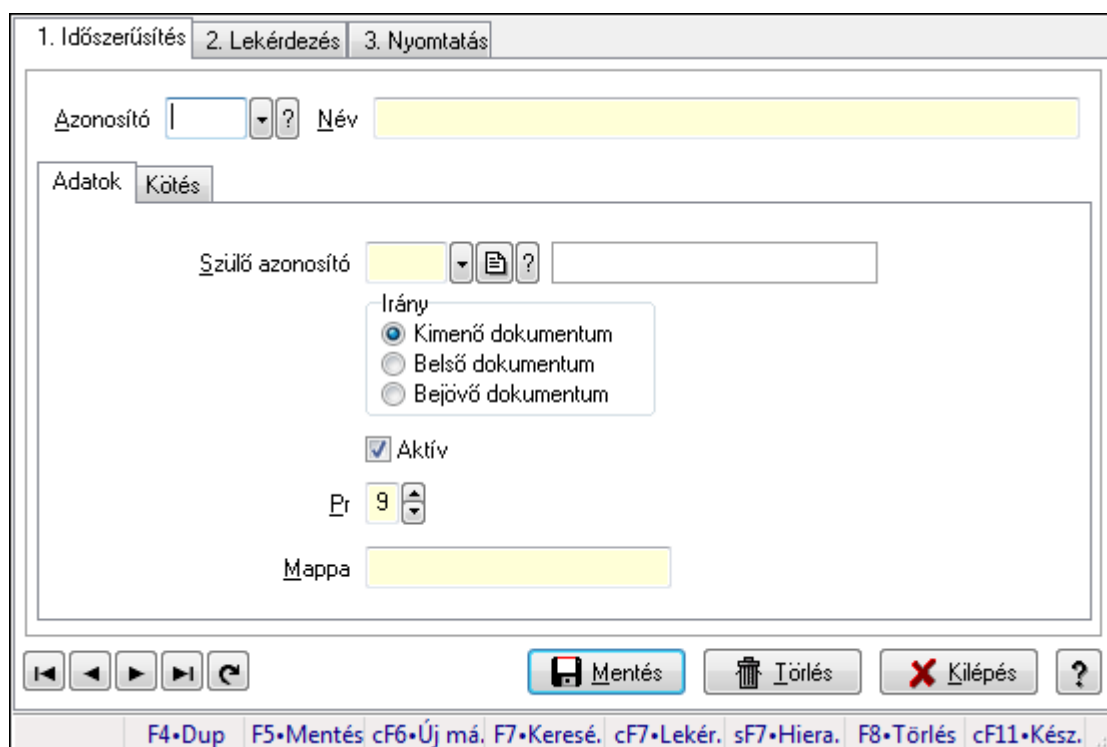 1. Időszerűsítés 2. Lekérdezés 3. Nyomtatás
Azonosító ? Név
Adatok Kötés
Szülő azonosító ?
Irány
Kimenő dokumentum
Belső dokumentum
Bejövő dokumentum
Aktív
Pr 9
Mappa
Mentés Törlés Kilépés ?
F4•Dup F5•Mentés cF6•Új má. F7•Keresé. cF7•Lekér. sF7•Hiera. F8•Törlés cF11•Kész.